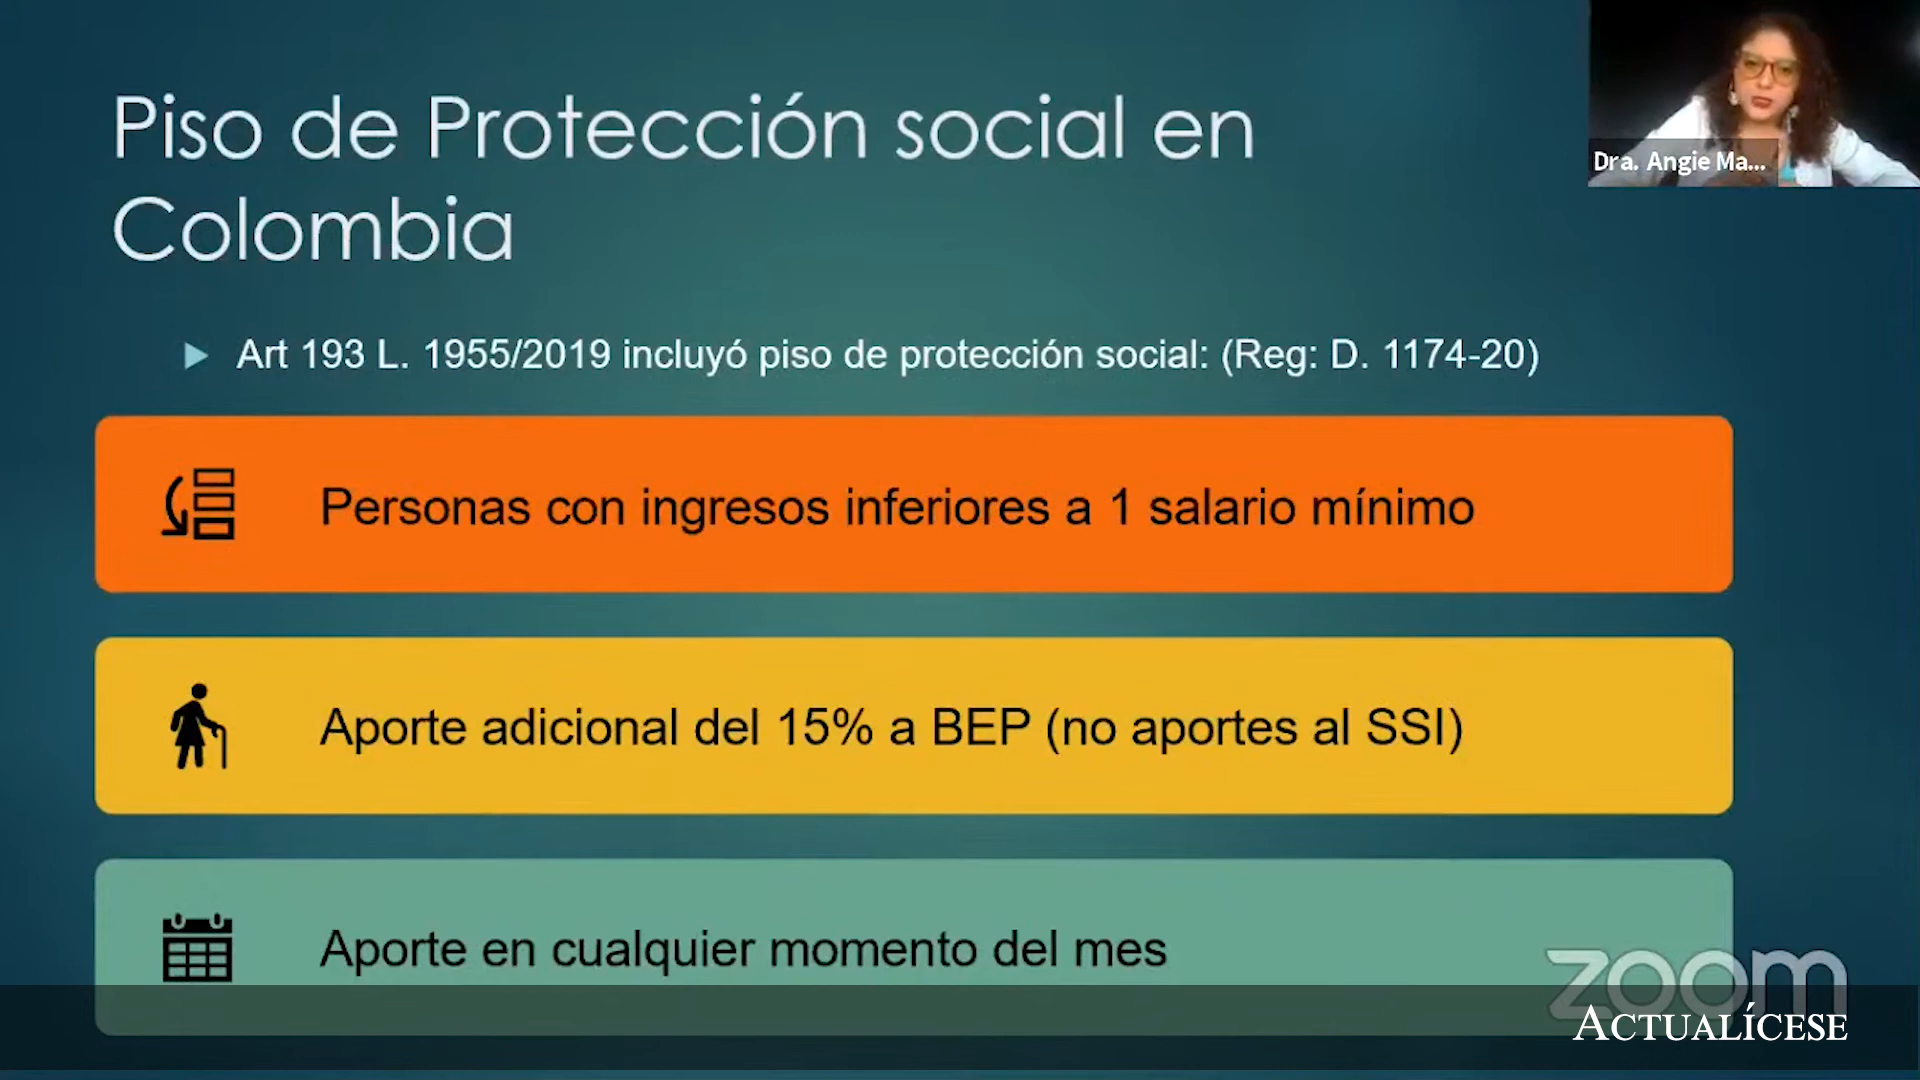 Piso de Protección social en
Colombia
Dra. Angie Ma...
Art 193 L. 1955/2019 incluyó piso de protección social: (Reg: D. 1174-20)
Personas con ingresos inferiores a 1 salario mínimo
Aporte adicional del 15% a BEP (no aportes al SSI)
Aporte en cualquier momento del mes
zoom
ACTUALÍCESE